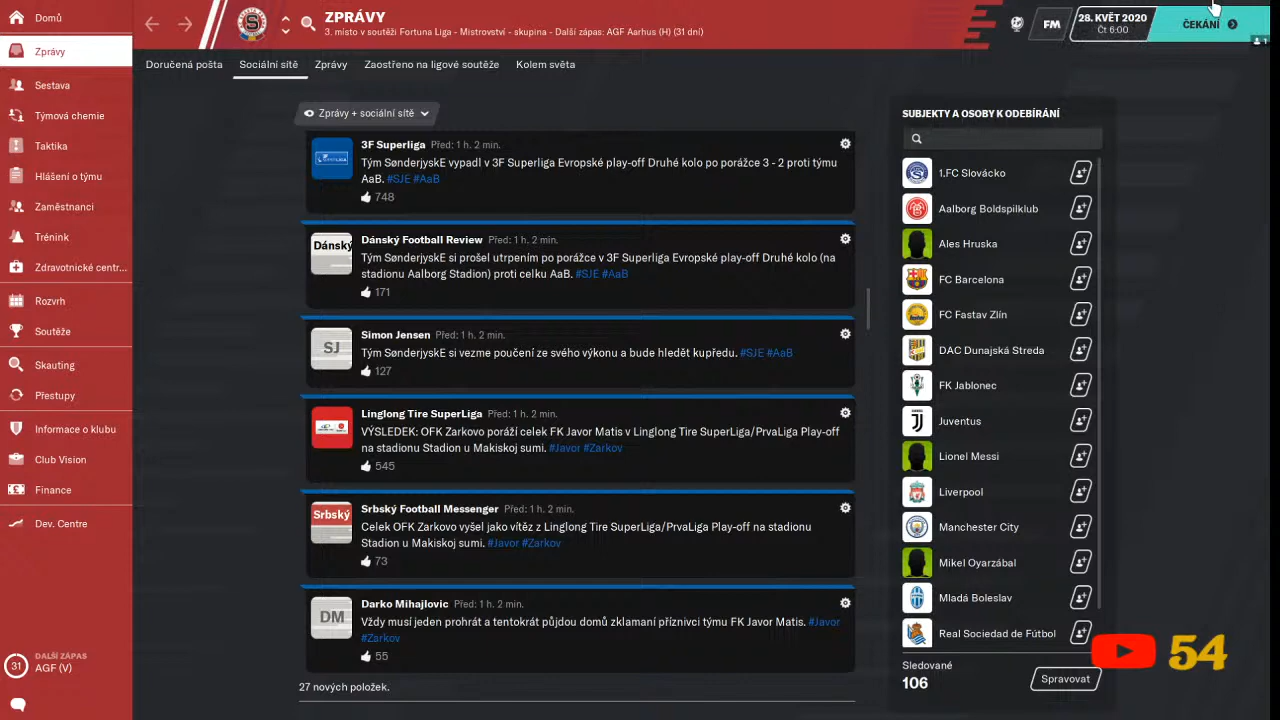 Domů
Zprávy
Sestava
Týmová chemie
Taktika
Hlášení o týmu
Zaměstnanci
Trénink
Zdravotnické centr...
Rozvrh
Soutěže
Skauting
Přestupy
Informace o klubu
Club Vision
Finance
Dev. Centre
31
DALŠÍ ZÁPAS
AGF (V)
ZPRÁVY
3. místo v soutěži Fortuna Liga - Mistrovství - skupina - Další zápas: AGF Aarhus (H) (31 dní)
FM
28. KVĚT 2020
Čt 6:00
ČEKÁNÍ
1
Doručená pošta
Sociální sítě
Zprávy
Zaostřeno na ligové soutěže
Kolem světa
Zprávy + sociální sítě
3F Superliga Před: 1 h. 2 min.
Tým SønderjyskE vypadl v 3F Superliga Evropské play-off Druhé kolo po porážce 3 - 2 proti týmu
AaB. #SJE #AaB
748
Dánský
Dánský Football Review Před: 1 h. 2 min.
Tým SønderjyskE si prošel utrpením po porážce v 3F Superliga Evropské play-off Druhé kolo (na
stadionu Aalborg Stadion) proti celku AaB. #SJE #AaB
171
SJ
Simon Jensen Před: 1 h. 2 min.
Tým SønderjyskE si vezme poučení ze svého výkonu a bude hledět kupředu. #SJE #AaB
127
Linglong Tire SuperLiga Před: 1 h. 2 min.
VÝSLEDEK: OFK Zarkovo poráží celek FK Javor Matis v Linglong Tire SuperLiga/PrvaLiga Play-off
na stadionu Stadion u Makiskoj sumi. #Javor #Zarkov
545
Srbský
Srbský Football Messenger Před: 1 h. 2 min.
Celek OFK Zarkovo vyšel jako vítěz z Linglong Tire SuperLiga/PrvaLiga Play-off na stadionu
Stadion u Makiskoj sumi. #Javor #Zarkov
73
DM
Darko Mihajlovic Před: 1 h. 2 min.
Vždy musí jeden prohrát a tentokrát půjdou domů zklamaní příznivci týmu FK Javor Matis. #Javor
#Zarkov
55
27 nových položek.
SUBJEKTY A OSOBY K ODEBÍRÁNÍ
1.FC Slovácko
Aalborg Boldspilklub
Ales Hruska
FC Barcelona
FC Fastav Zlín
DAC Dunajská Streda
FK Jablonec
Juventus
Lionel Messi
Liverpool
Manchester City
Mikel Oyarzábal
Mladá Boleslav
Real Sociedad de Fútbol
Sledované
106
Spravovat
54